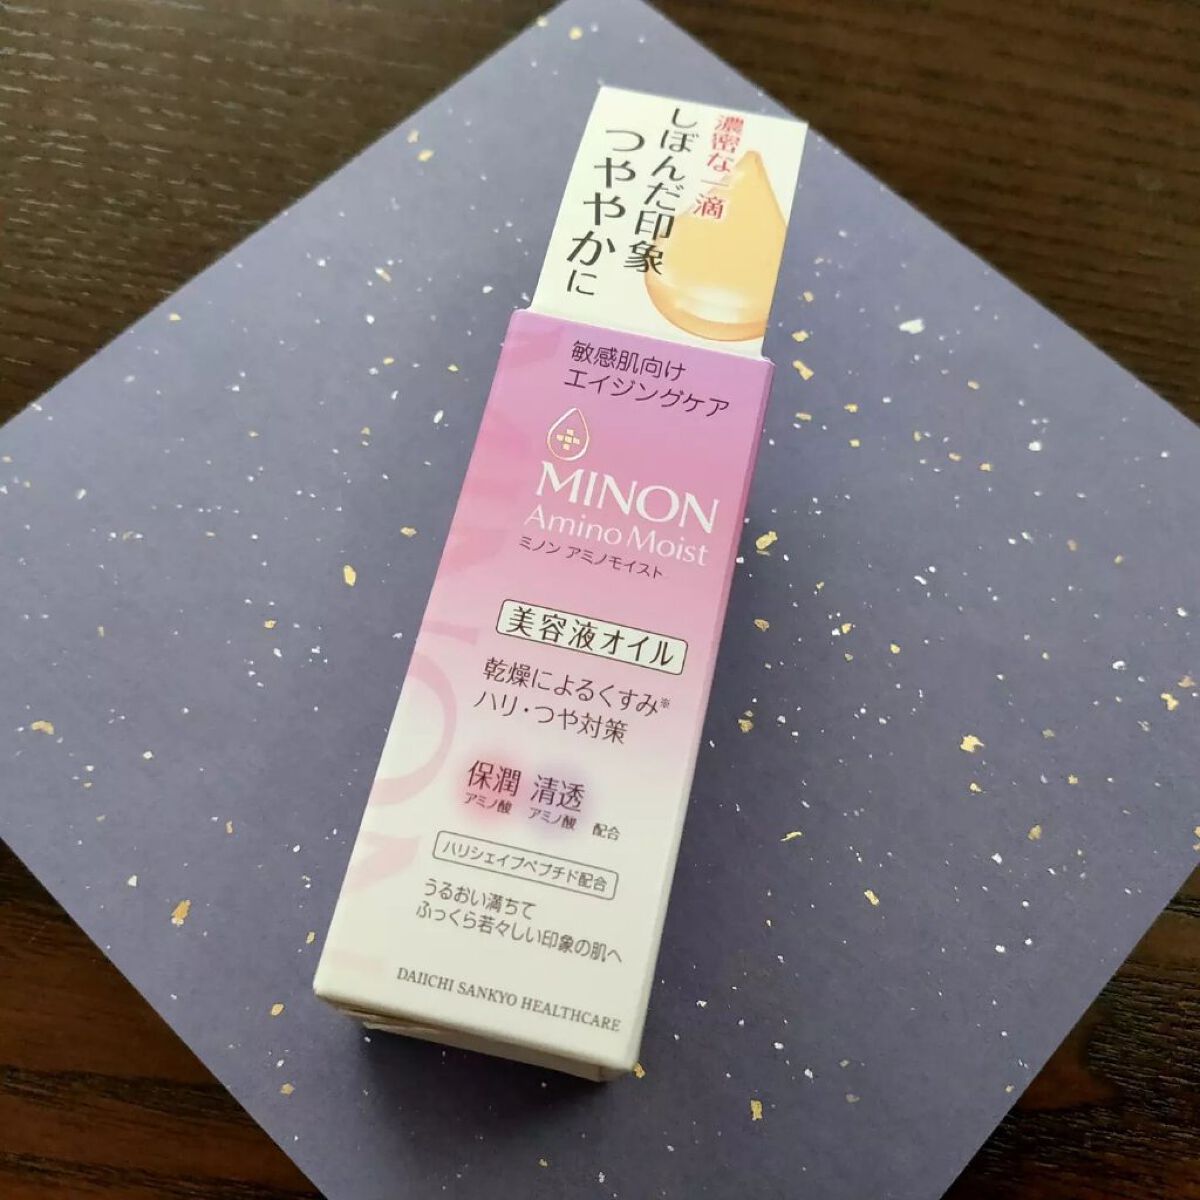 濃密な一滴
しぼんだ印象
つややかに
敏感肌向け
エイジングケア
MINON
Amino Moist
ミノン アミノモイスト
美容液オイル
乾燥によるくすみ※
ハリ・つや対策
保潤 清透
アミノ酸 アミノ酸 配合
ハリシェイプペプチド配合
うるおい満ちて
ふっくら若々しい印象の肌へ
DAIICHI SANKYO HEALTHCARE